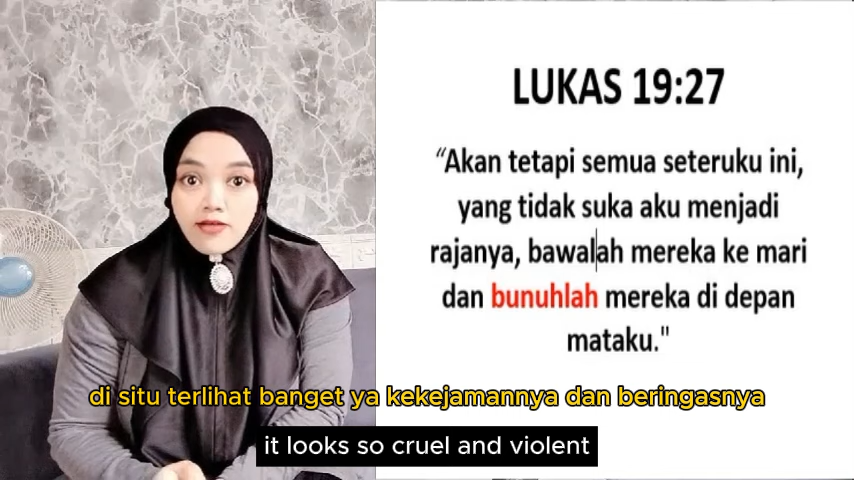 LUKAS 19:27
“Akan tetapi semua seteruku ini,
yang tidak suka aku menjadi
rajanya, bawalah mereka ke mari
dan bunuhlah mereka di depan
mataku."
di situ terlihat banget ya kekejamannya dan beringasnya
it looks so cruel and violent